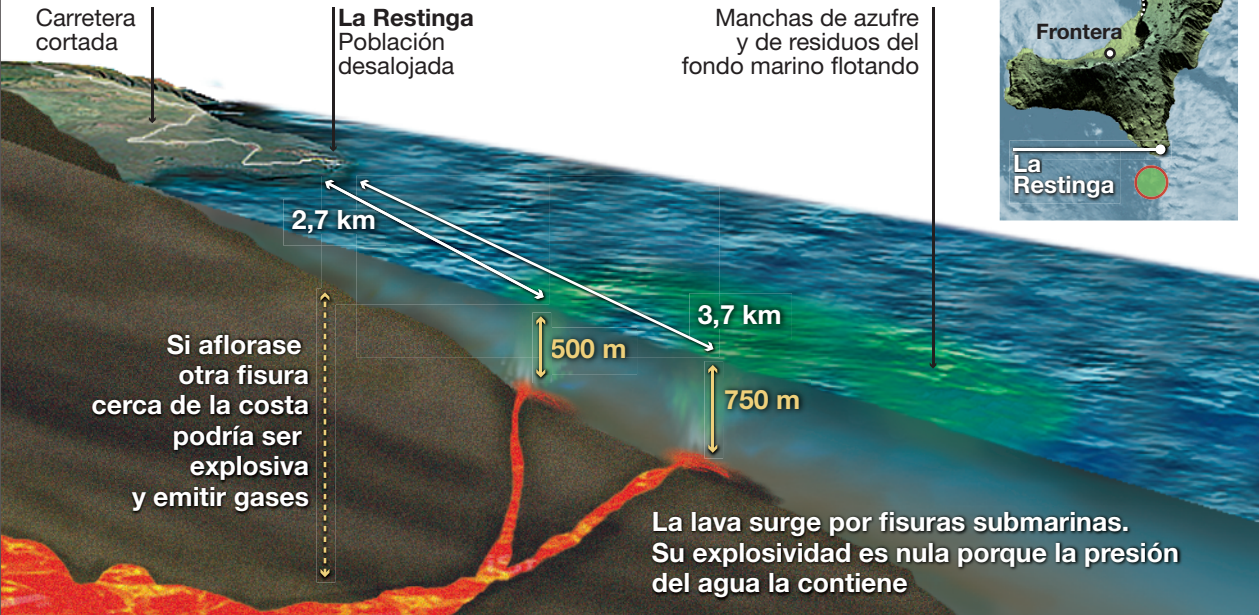 Carretera
cortada
La Restinga
Población
desalojada
Manchas de azufre
y de residuos del
fondo marino flotando
Frontera
La
Restinga
2,7 km
3,7 km
500 m
750 m
Si aflorase
otra fisura
cerca de la costa
podría ser
explosiva
y emitir gases
La lava surge por fisuras submarinas.
Su explosividad es nula porque la presión
del agua la contiene